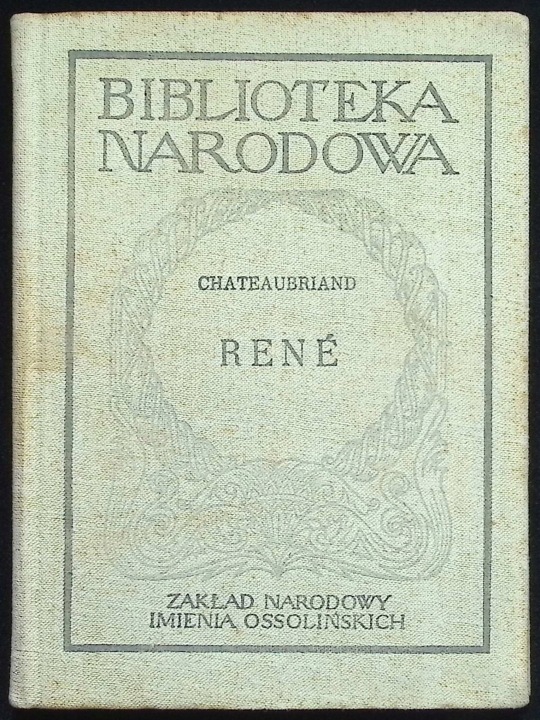 BIBLIOTEKA
NARODOWA
CHATEAUBRIAND
RENÉ
ZAKŁAD NARODOWY
IMIENIA OSSOLIŃSKICH